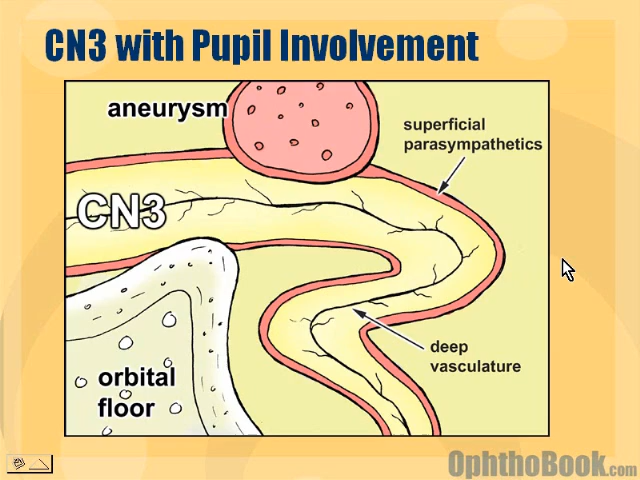 CN3 with Pupil Involvement
aneurysm
superficial
parasympathetics
CN3
deep
vasculature
orbital
floor
OphthoBook.com